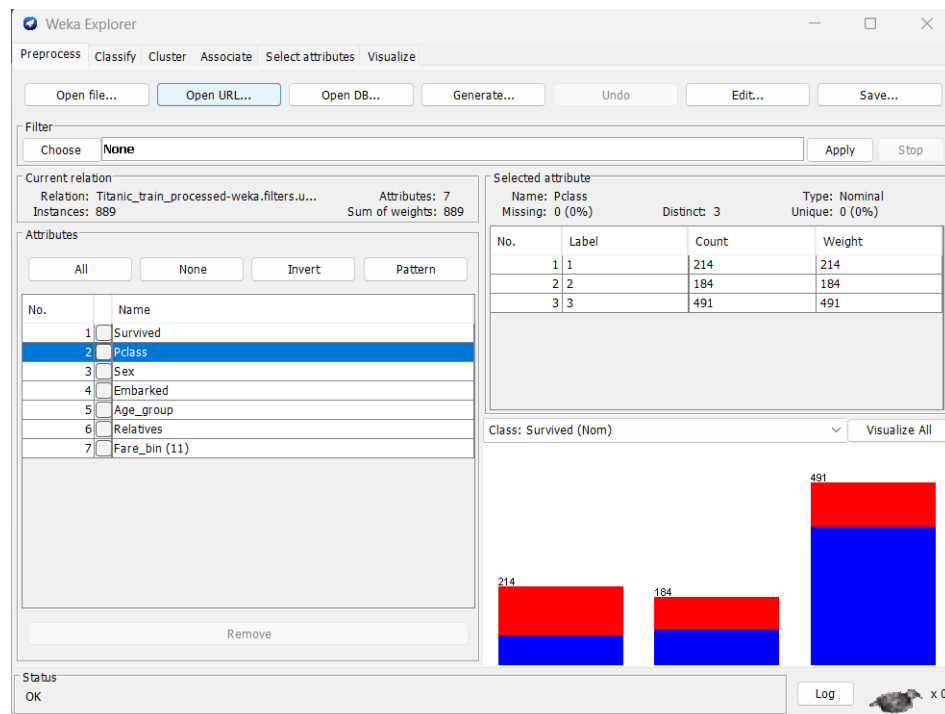 Weka Explorer
Preprocess Classify Cluster Associate Select attributes Visualize
Open file... Open URL... Open DB... Generate... Undo Edit... Save...
Filter
Choose None Apply Stop
Current relation
Relation: Titanic_train_processed-weka.filters.u... Attributes: 7
Instances: 889 Sum of weights: 889
Attributes
All None Invert Pattern
No. Name
1 Survived
2 Pclass
3 Sex
4 Embarked
5 Age_group
6 Relatives
7 Fare_bin (11)
Remove
Selected attribute
Name: Pclass Type: Nominal
Missing: 0 (0%) Distinct: 3 Unique: 0 (0%)
No. Label Count Weight
1 1 214 214
2 2 184 184
3 3 491 491
Class: Survived (Nom) Visualize All
491
214
184
Status
OK
Log x 0